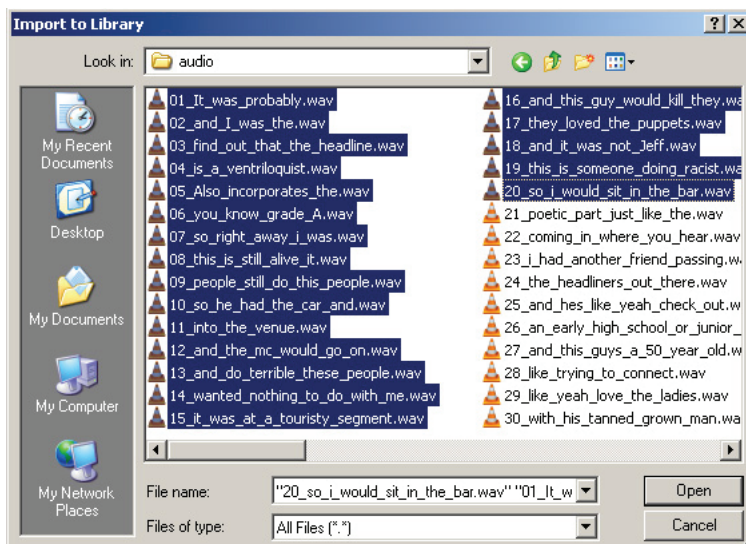 Import to Library
Look in:
audio
My Recent
Documents
Desktop
My Documents
My Computer
My Network
Places
01_It_was_probably.wav
02_and_I_was_the.wav
03_find_out_that_the_headline.wav
04_is_a_ventriloquist.wav
05_Also_incorporates_the.wav
06_you_know_grade_A.wav
07_so_right_away_i_was.wav
08_this_is_still_alive_it.wav
09_people_still_do_this_people.wav
10_so_he_had_the_car_and.wav
11_into_the_venue.wav
12_and_the_mc_would_go_on.wav
13_and_do_terrible_these_people.wav
14_wanted_nothing_to_do_with_me.wav
15_it_was_at_a_touristy_segment.wav
16_and_this_guy_would_kill_they.wa
17_they_loved_the_puppets.wav
18_and_it_was_not_Jeff.wav
19_this_is_someone_doing_racist.wa
20_so_i_would_sit_in_the_bar.wav
21_poetic_part_just_like_the.wav
22_coming_in_where_you_hear.wav
23_i_had_another_friend_passing.w
24_the_headliners_out_there.wav
25_and_hes_like_yeah_check_out.w
26_an_early_high_school_or_junior_
27_and_this_guys_a_50_year_old.w
28_like_trying_to_connect.wav
29_like_yeah_love_the_ladies.wav
30_with_his_tanned_grown_man.wa
File name:
"20_so_i_would_sit_in_the_bar.wav" "01_It_w
Open
Files of type:
All Files (*.*)
Cancel